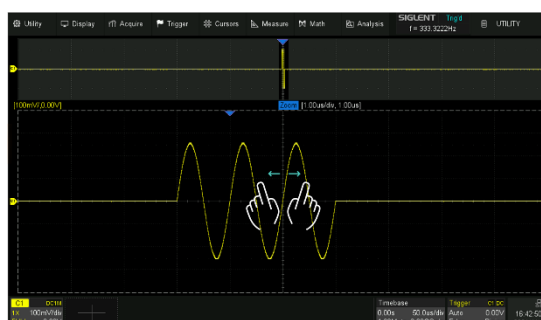 Utility Display Acquire Trigger Cursors Measure Math Analysis SIGLENT Trig'd UTILITY
f = 333.3222Hz
[100mV/,0.00V] Zoom [1.00us/div, 1.00us]
C1 DC1M Timebase Trigger C1 DC
1X 100mV/div 0.00s 50.0us/div Auto 0.00V 16:42:50